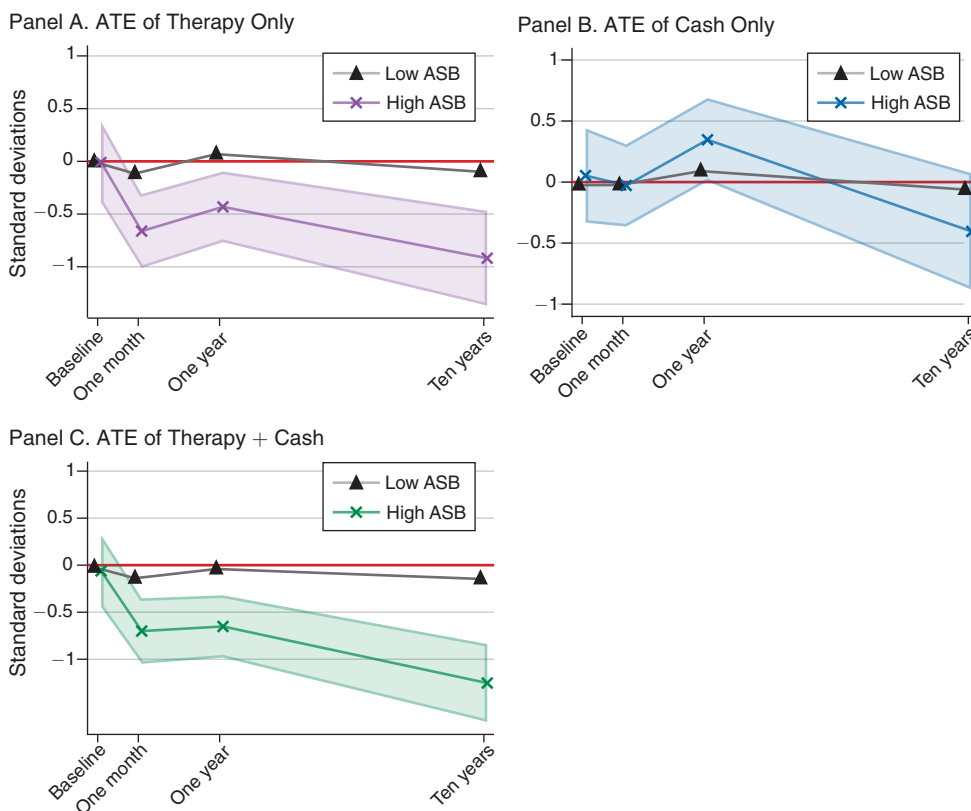 Panel A. ATE of Therapy Only
Standard deviations
1
0.5
0
−0.5
−1
Low ASB
High ASB
Baseline
One month
One year
Ten years
Panel B. ATE of Cash Only
1
0.5
0
−0.5
−1
Low ASB
High ASB
Baseline
One month
One year
Ten years
Panel C. ATE of Therapy + Cash
Standard deviations
1
0.5
0
−0.5
−1
Low ASB
High ASB
Baseline
One month
One year
Ten years